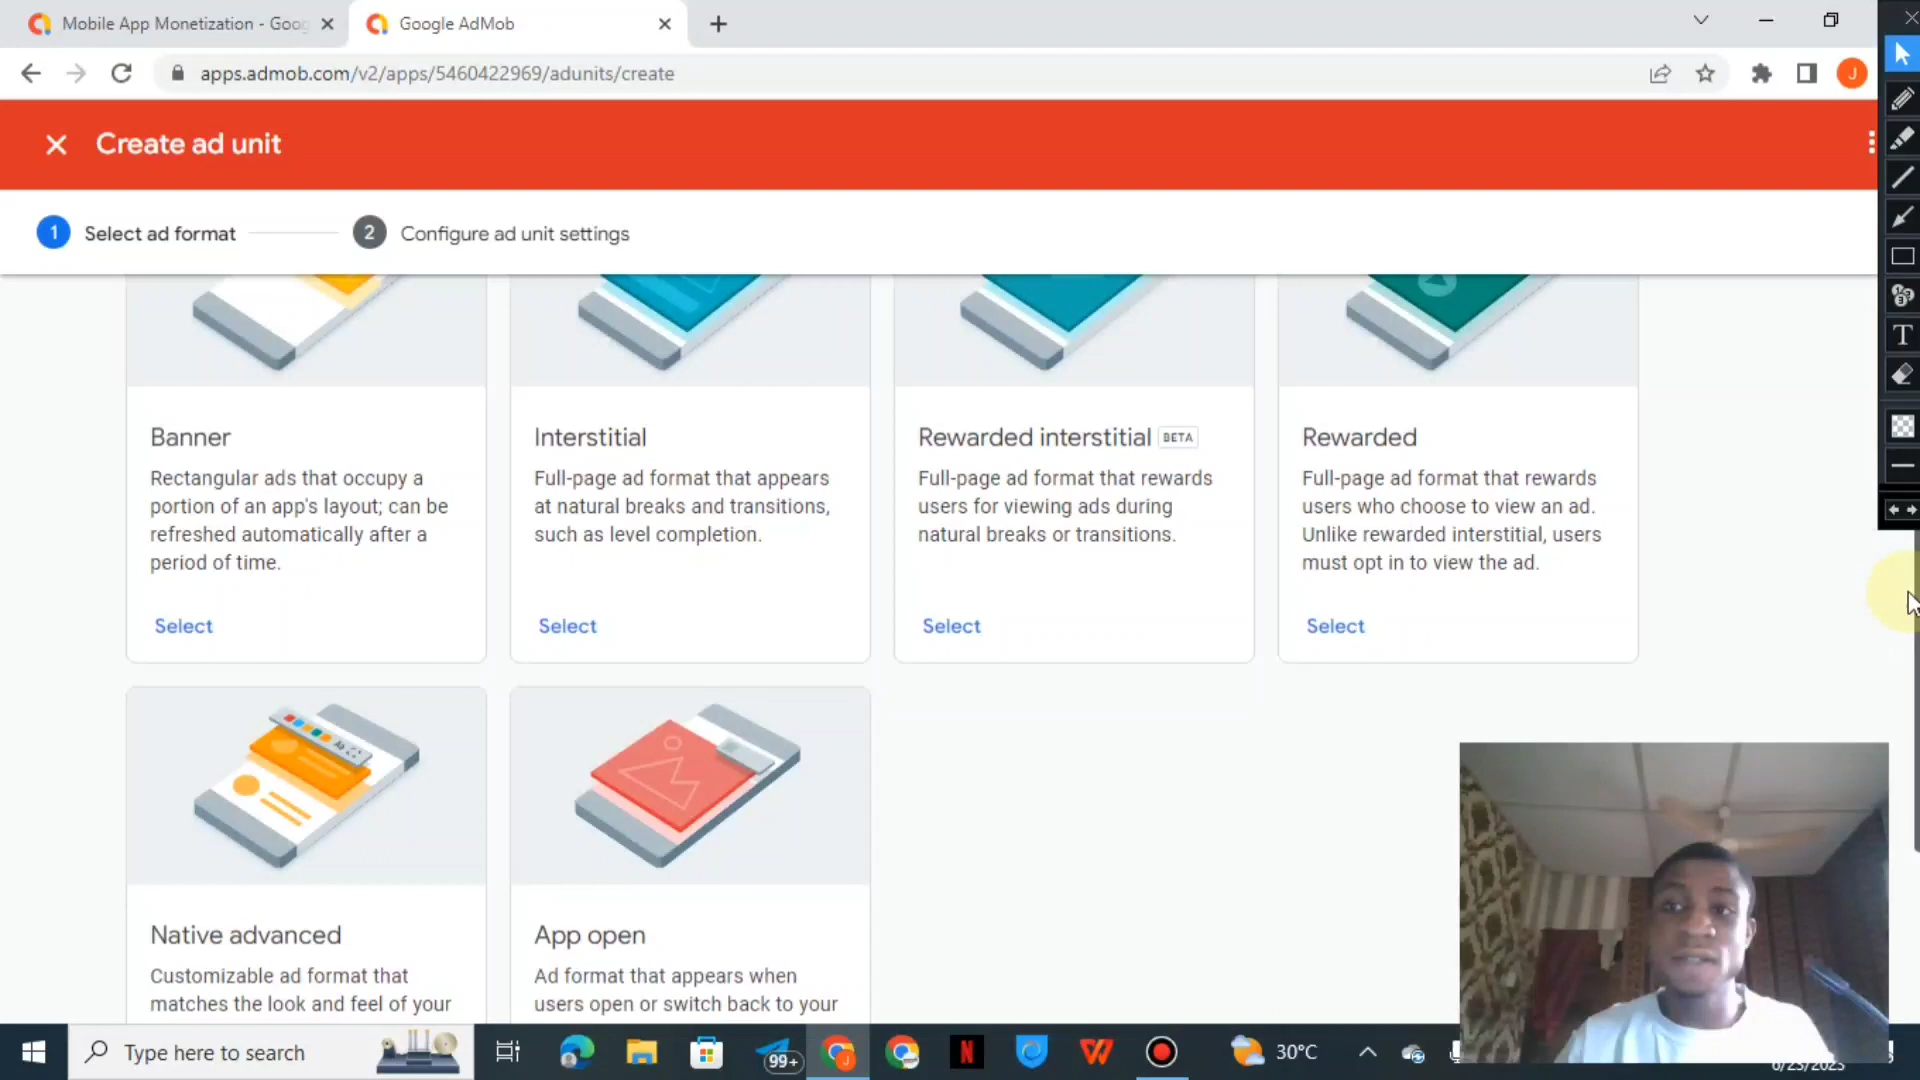 Mobile App Monetization - Goog
Google AdMob
apps.admob.com/v2/apps/5460422969/adunits/create
J
Create ad unit
1 Select ad format
2 Configure ad unit settings
Banner
Rectangular ads that occupy a
portion of an app's layout; can be
refreshed automatically after a
period of time.
Select
Interstitial
Full-page ad format that appears
at natural breaks and transitions,
such as level completion.
Select
Rewarded interstitial BETA
Full-page ad format that rewards
users for viewing ads during
natural breaks or transitions.
Select
Rewarded
Full-page ad format that rewards
users who choose to view an ad.
Unlike rewarded interstitial, users
must opt in to view the ad.
Select
Native advanced
Customizable ad format that
matches the look and feel of your
App open
Ad format that appears when
users open or switch back to your
T
Type here to search
99+
N
W
30°C
6/23/2023